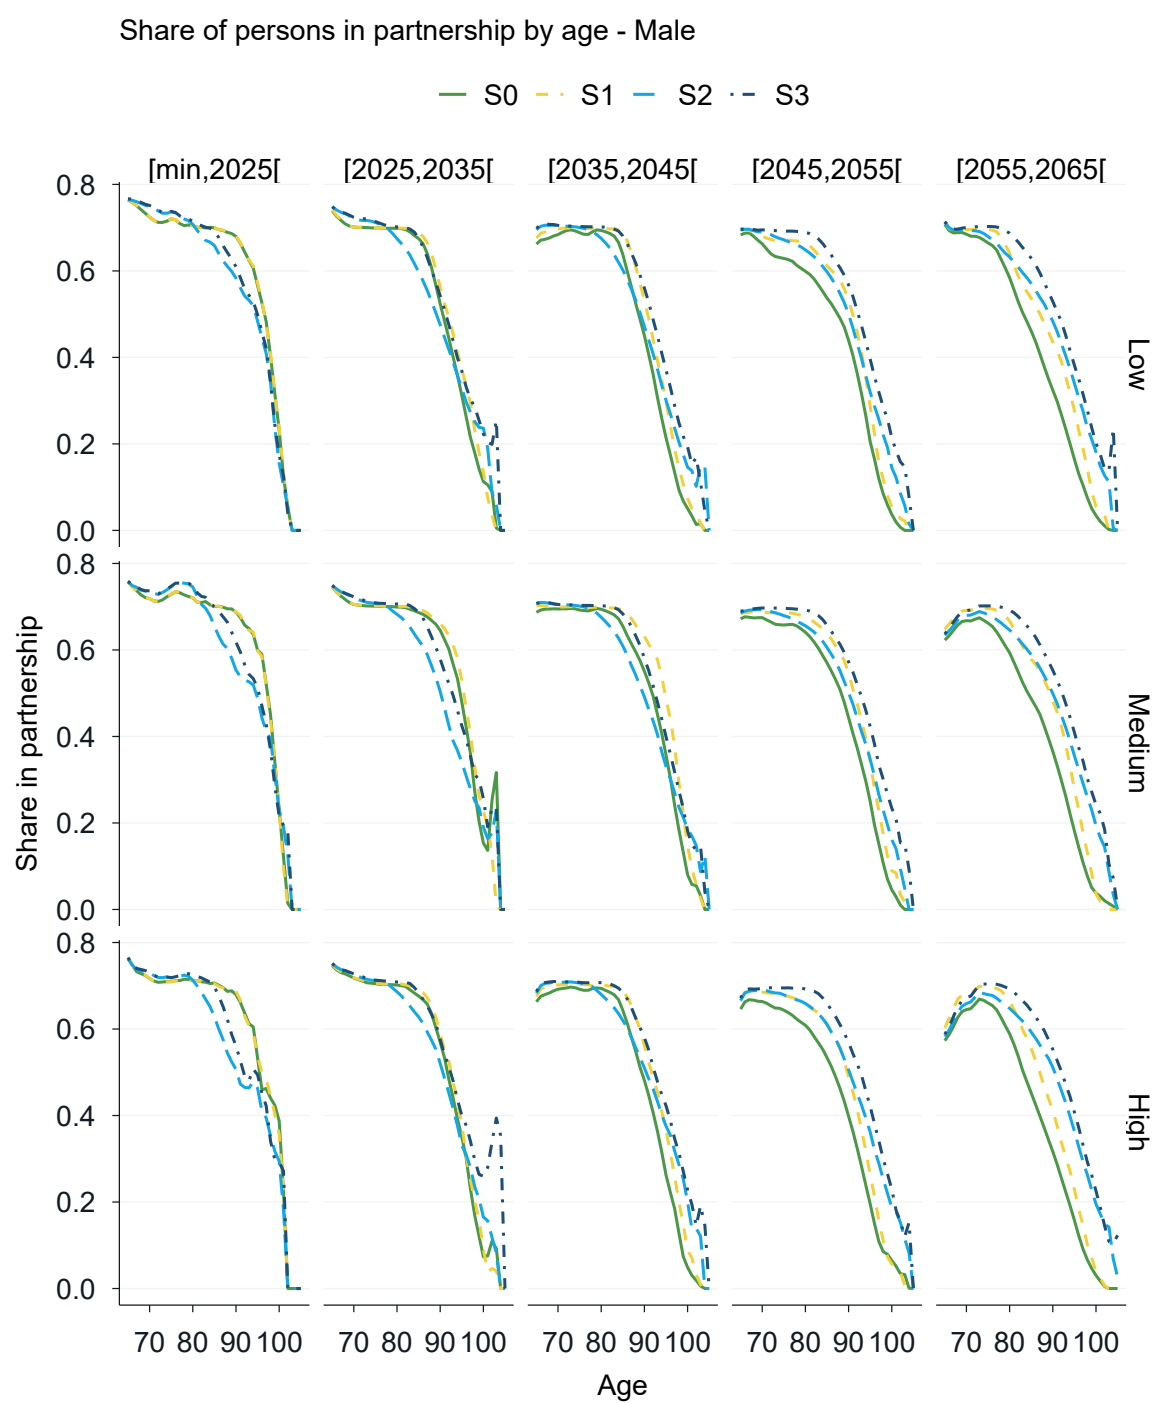 Share of persons in partnership by age - Male
S0 S1 S2 S3
[min,2025[ [2025,2035[ [2035,2045[ [2045,2055[ [2055,2065[
0.8
0.6
0.4
0.2
0.0
Low
0.8
0.6
0.4
0.2
0.0
Medium
0.8
0.6
0.4
0.2
0.0
High
Share in partnership
70 80 90 100 70 80 90 100 70 80 90 100 70 80 90 100 70 80 90 100
Age